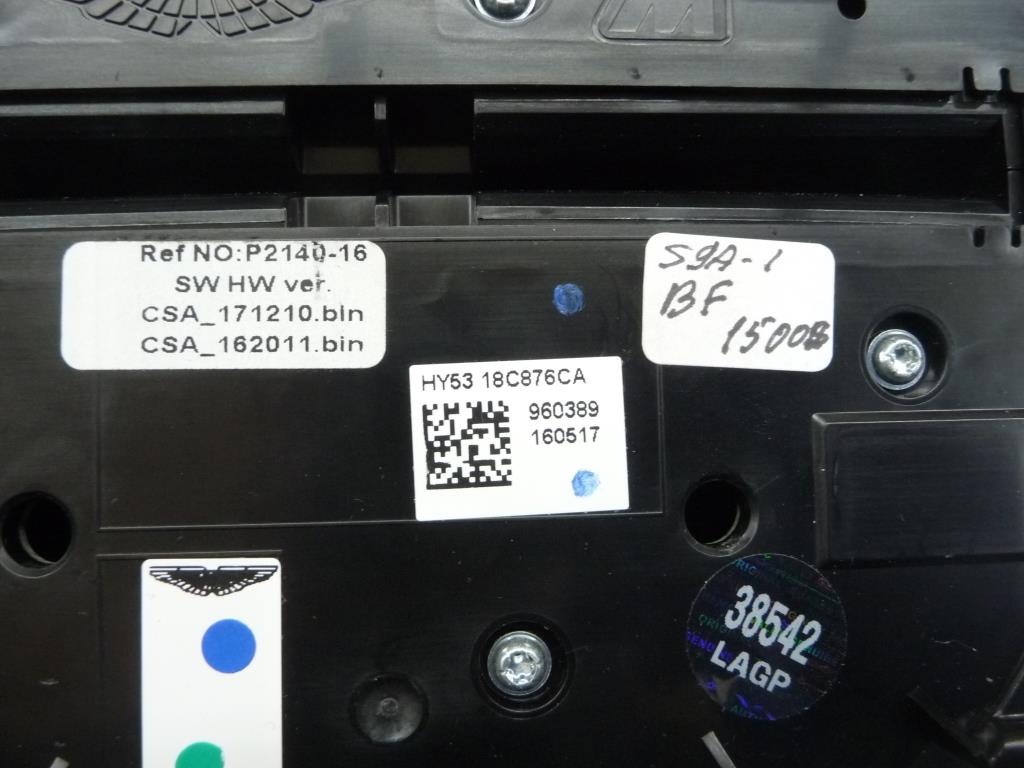 Ref NO:P2140-16
SW HW ver.
CSA_171210.bin
CSA_162011.bin
S9A-1
BF
HY53 18C876CA
960389
160517
38542
LAGP